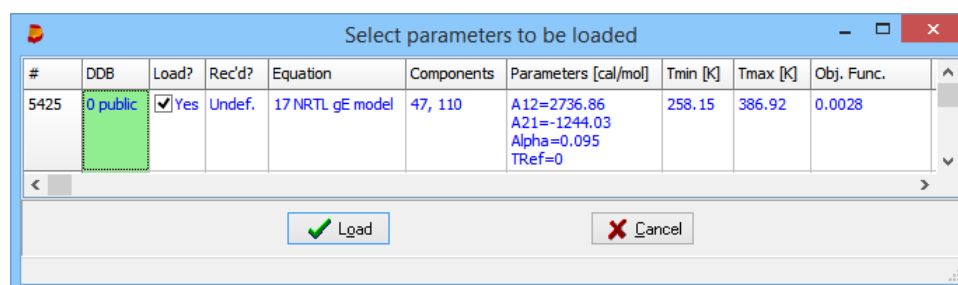 Select parameters to be loaded
# DDB Load? Rec'd? Equation Components Parameters [cal/mol] Tmin [K] Tmax [K] Obj. Func.
5425 0 public Yes Undef. 17 NRTL gE model 47, 110 A12=2736.86 258.15 386.92 0.0028
A21=-1244.03
Alpha=0.095
TRef=0
Load Cancel